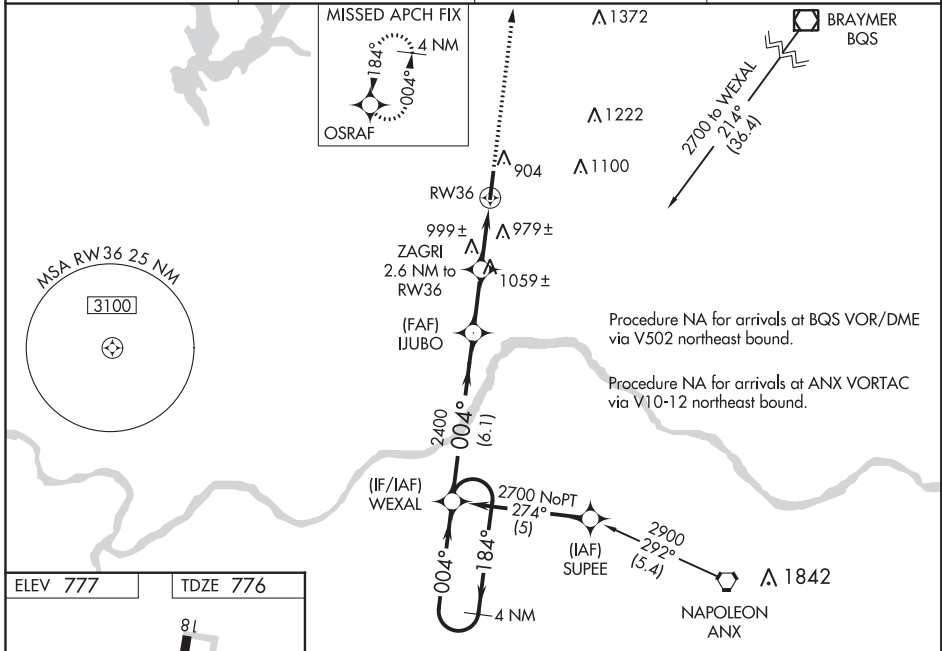 MISSED APCH FIX
4 NM
184°
004°
OSRAF
1372
BRAYMER
BQS
2700 to WEXAL
214°
(36.4)
1222
1100
904
RW36
999±
979±
ZAGRI
2.6 NM to
RW36
1059±
MSA RW36 25 NM
3100
(FAF)
IJUBO
Procedure NA for arrivals at BQS VOR/DME
via V502 northeast bound.
Procedure NA for arrivals at ANX VORTAC
via V10-12 northeast bound.
2400
004°
(6.1)
(IF/IAF)
WEXAL
2700 NoPT
274°
(5)
(IAF)
SUPEE
2900
292°
(5.4)
1842
NAPOLEON
ANX
004°
184°
4 NM
ELEV 777
TDZE 776
18